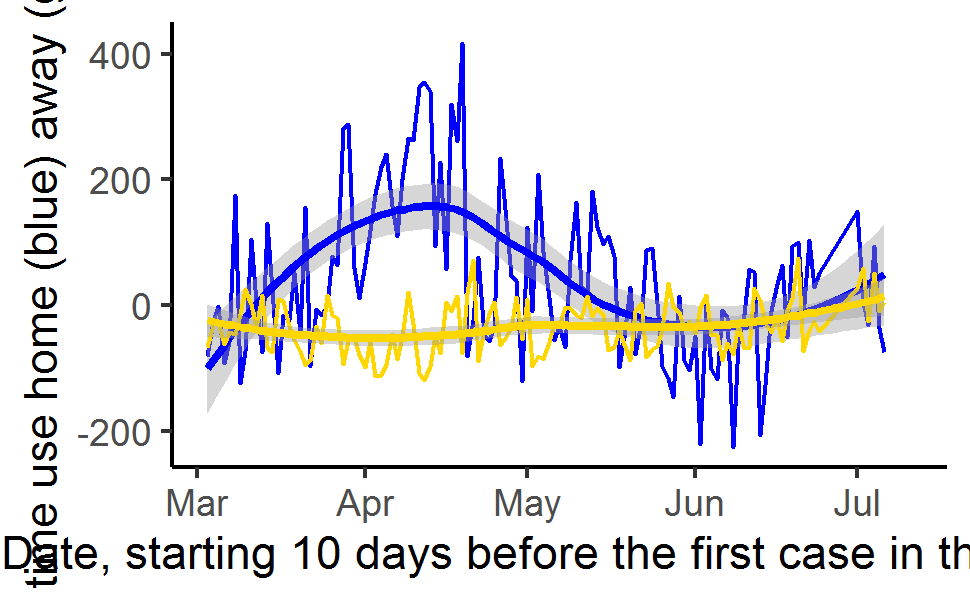 time use home (blue) away (
400
200
0
-200
Mar Apr May Jun Jul
Date, starting 10 days before the first case in th